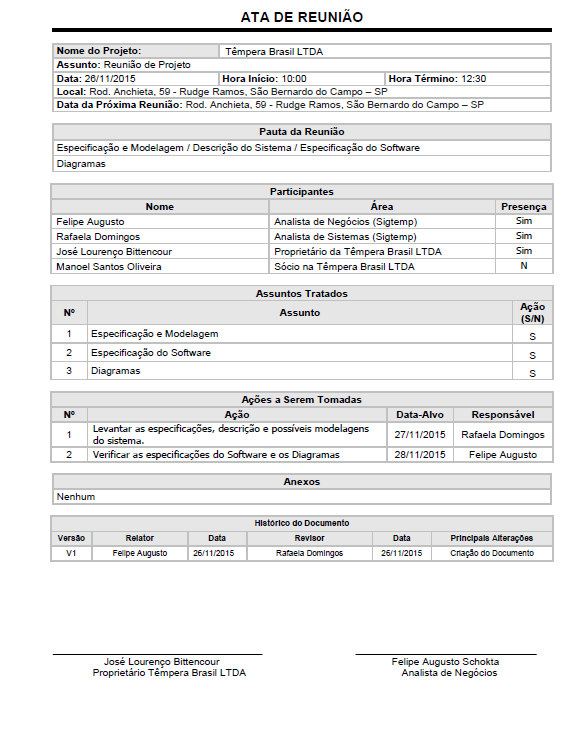 ATA DE REUNIÃO
Nome do Projeto: Têmpera Brasil LTDA
Assunto: Reunião de Projeto
Data: 26/11/2015 Hora Início: 10:00 Hora Término: 12:30
Local: Rod. Anchieta, 59 - Rudge Ramos, São Bernardo do Campo – SP
Data da Próxima Reunião: Rod. Anchieta, 59 - Rudge Ramos, São Bernardo do Campo – SP
Pauta da Reunião
Especificação e Modelagem / Descrição do Sistema / Especificação do Software
Diagramas
Participantes
Nome Área Presença
Felipe Augusto Analista de Negócios (Sigtemp) Sim
Rafaela Domingos Analista de Sistemas (Sigtemp) Sim
José Lourenço Bittencour Proprietário da Têmpera Brasil LTDA Sim
Manoel Santos Oliveira Sócio na Têmpera Brasil LTDA N
Assuntos Tratados
Nº Assunto Ação (S/N)
1 Especificação e Modelagem S
2 Especificação do Software S
3 Diagramas S
Ações a Serem Tomadas
Nº Ação Data-Alvo Responsável
1 Levantar as especificações, descrição e possíveis modelagens
do sistema. 27/11/2015 Rafaela Domingos
2 Verificar as especificações do Software e os Diagramas 28/11/2015 Felipe Augusto
Anexos
Nenhum
Histórico do Documento
Versão Relator Data Revisor Data Principais Alterações
V1 Felipe Augusto 26/11/2015 Rafaela Domingos 26/11/2015 Criação do Documento
José Lourenço Bittencour Felipe Augusto Schokta
Proprietário Têmpera Brasil LTDA Analista de Negócios